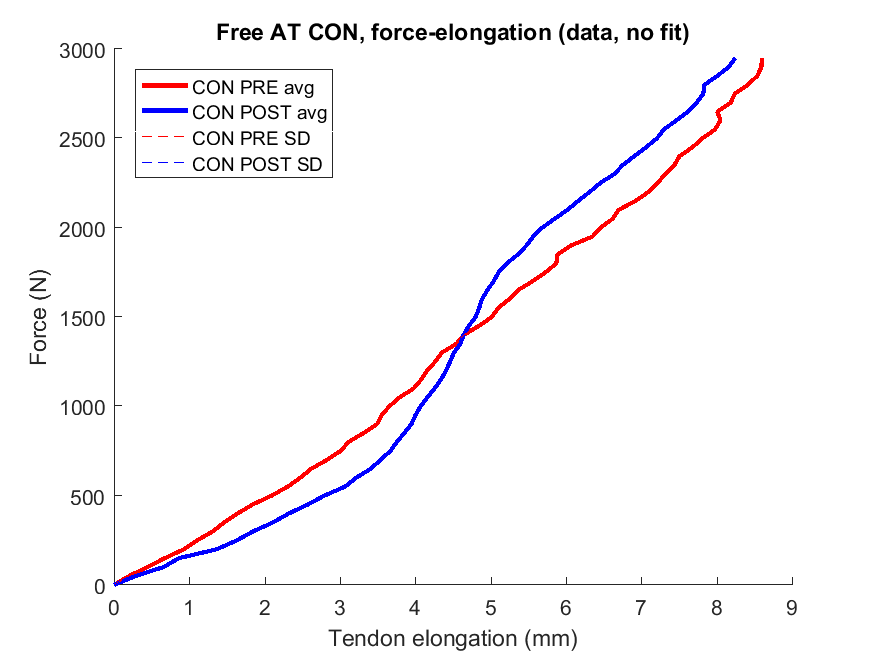 Free AT CON, force-elongation (data, no fit)
3000
2500
2000
1500
1000
500
0
Force (N)
CON PRE avg
CON POST avg
CON PRE SD
CON POST SD
0 1 2 3 4 5 6 7 8 9
Tendon elongation (mm)